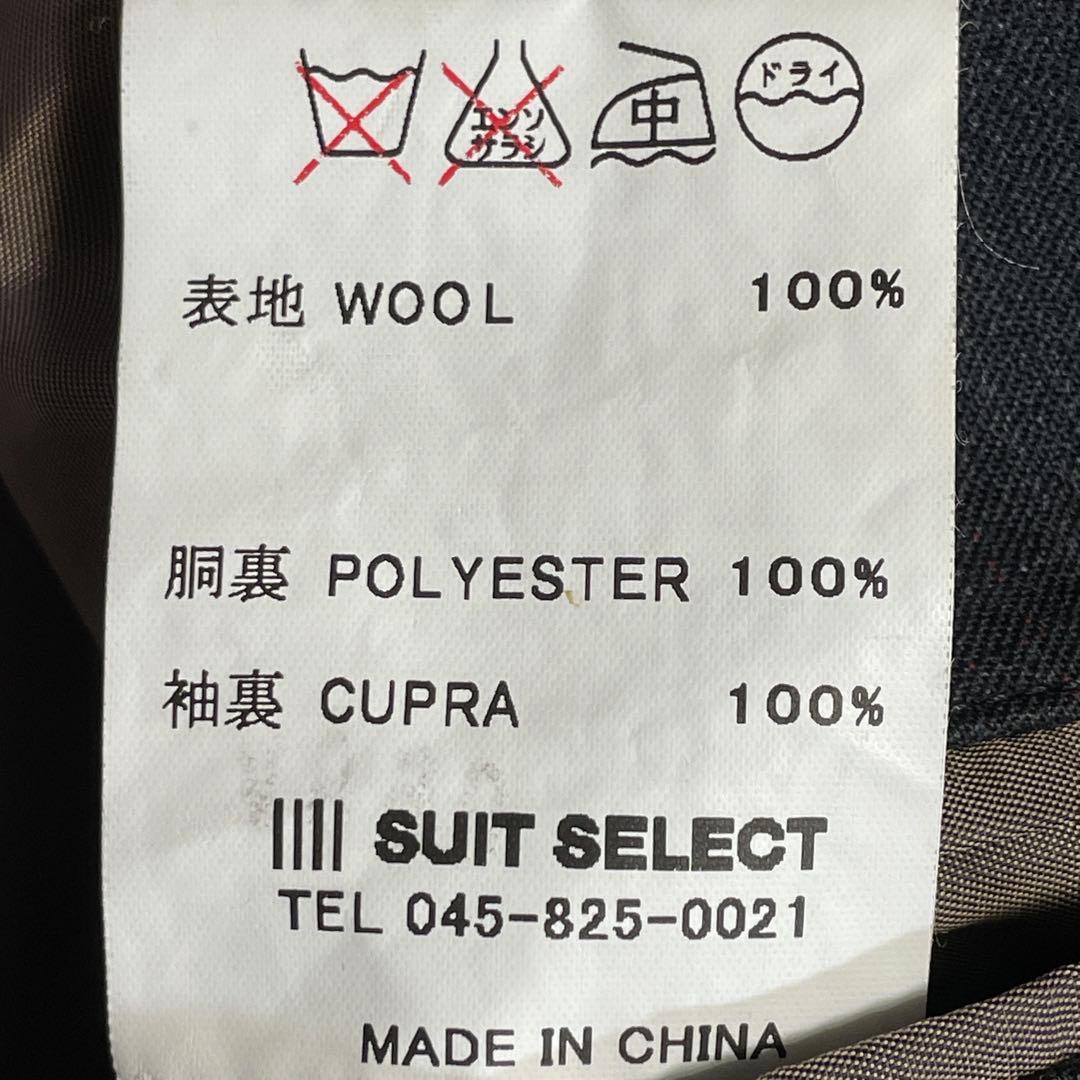 エンソ
サラシ
中
ドライ
表地 WOOL 100%
胴裏 POLYESTER 100%
袖裏 CUPRA 100%
SUIT SELECT
TEL 045-825-0021
MADE IN CHINA